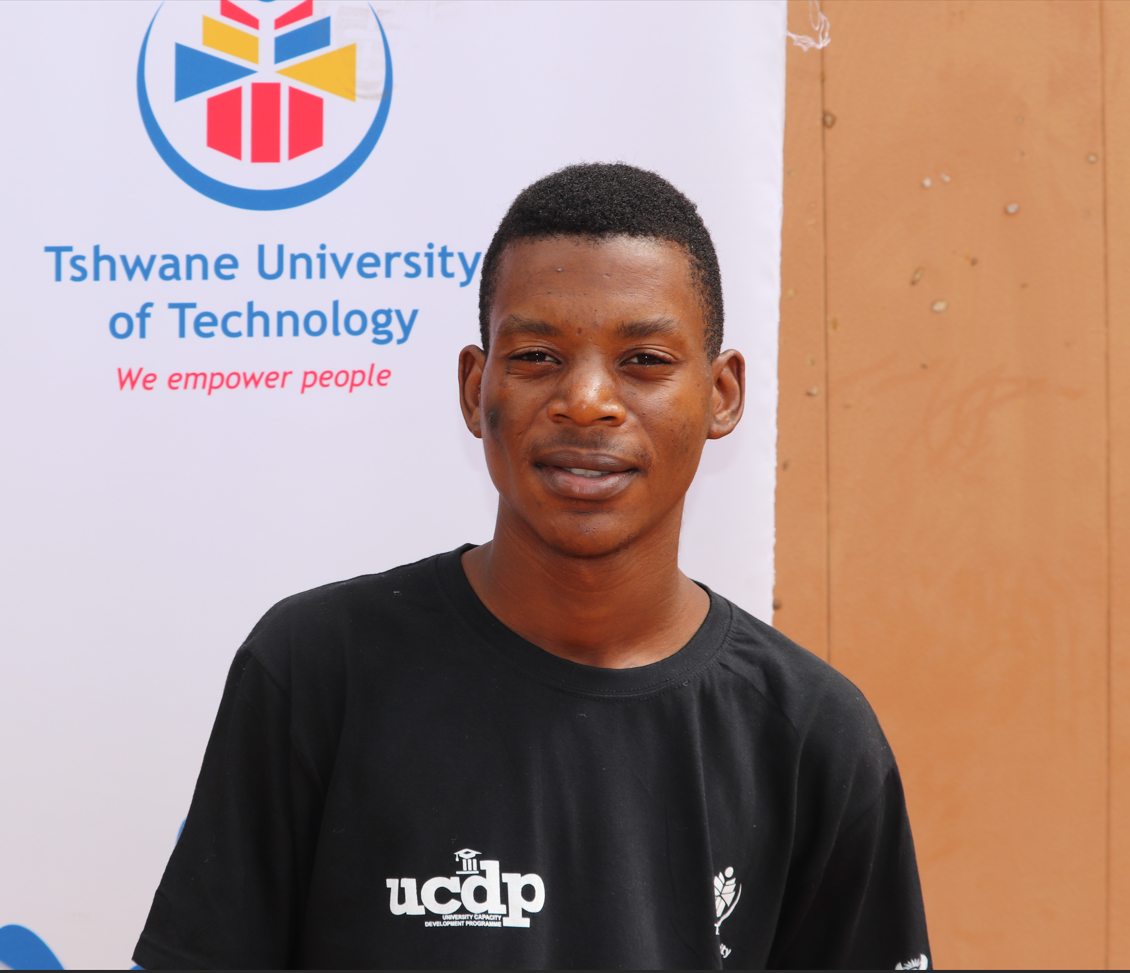 Tshwane University
of Technology
We empower people
ucdp
UNIVERSITY CAPACITY
DEVELOPMENT PROGRAMME